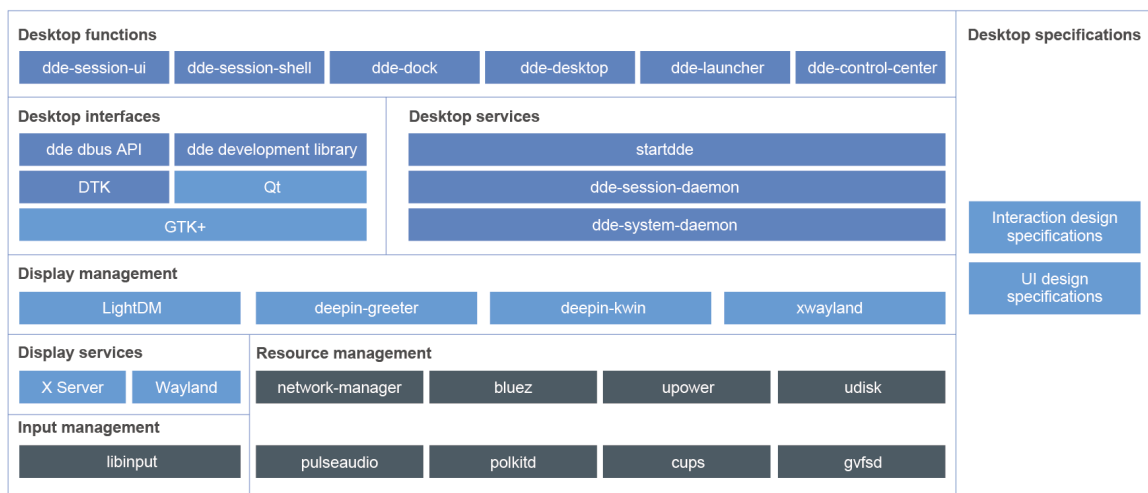 Desktop functions
dde-session-ui
dde-session-shell
dde-dock
dde-desktop
dde-launcher
dde-control-center
Desktop interfaces
dde dbus API
dde development library
DTK
Qt
GTK+
Desktop services
startdde
dde-session-daemon
dde-system-daemon
Display management
LightDM
deepin-greeter
deepin-kwin
xwayland
Display services
X Server
Wayland
Input management
libinput
Resource management
network-manager
bluez
upower
udisk
pulseaudio
polkitd
cups
gvfsd
Desktop specifications
Interaction design
specifications
UI design
specifications